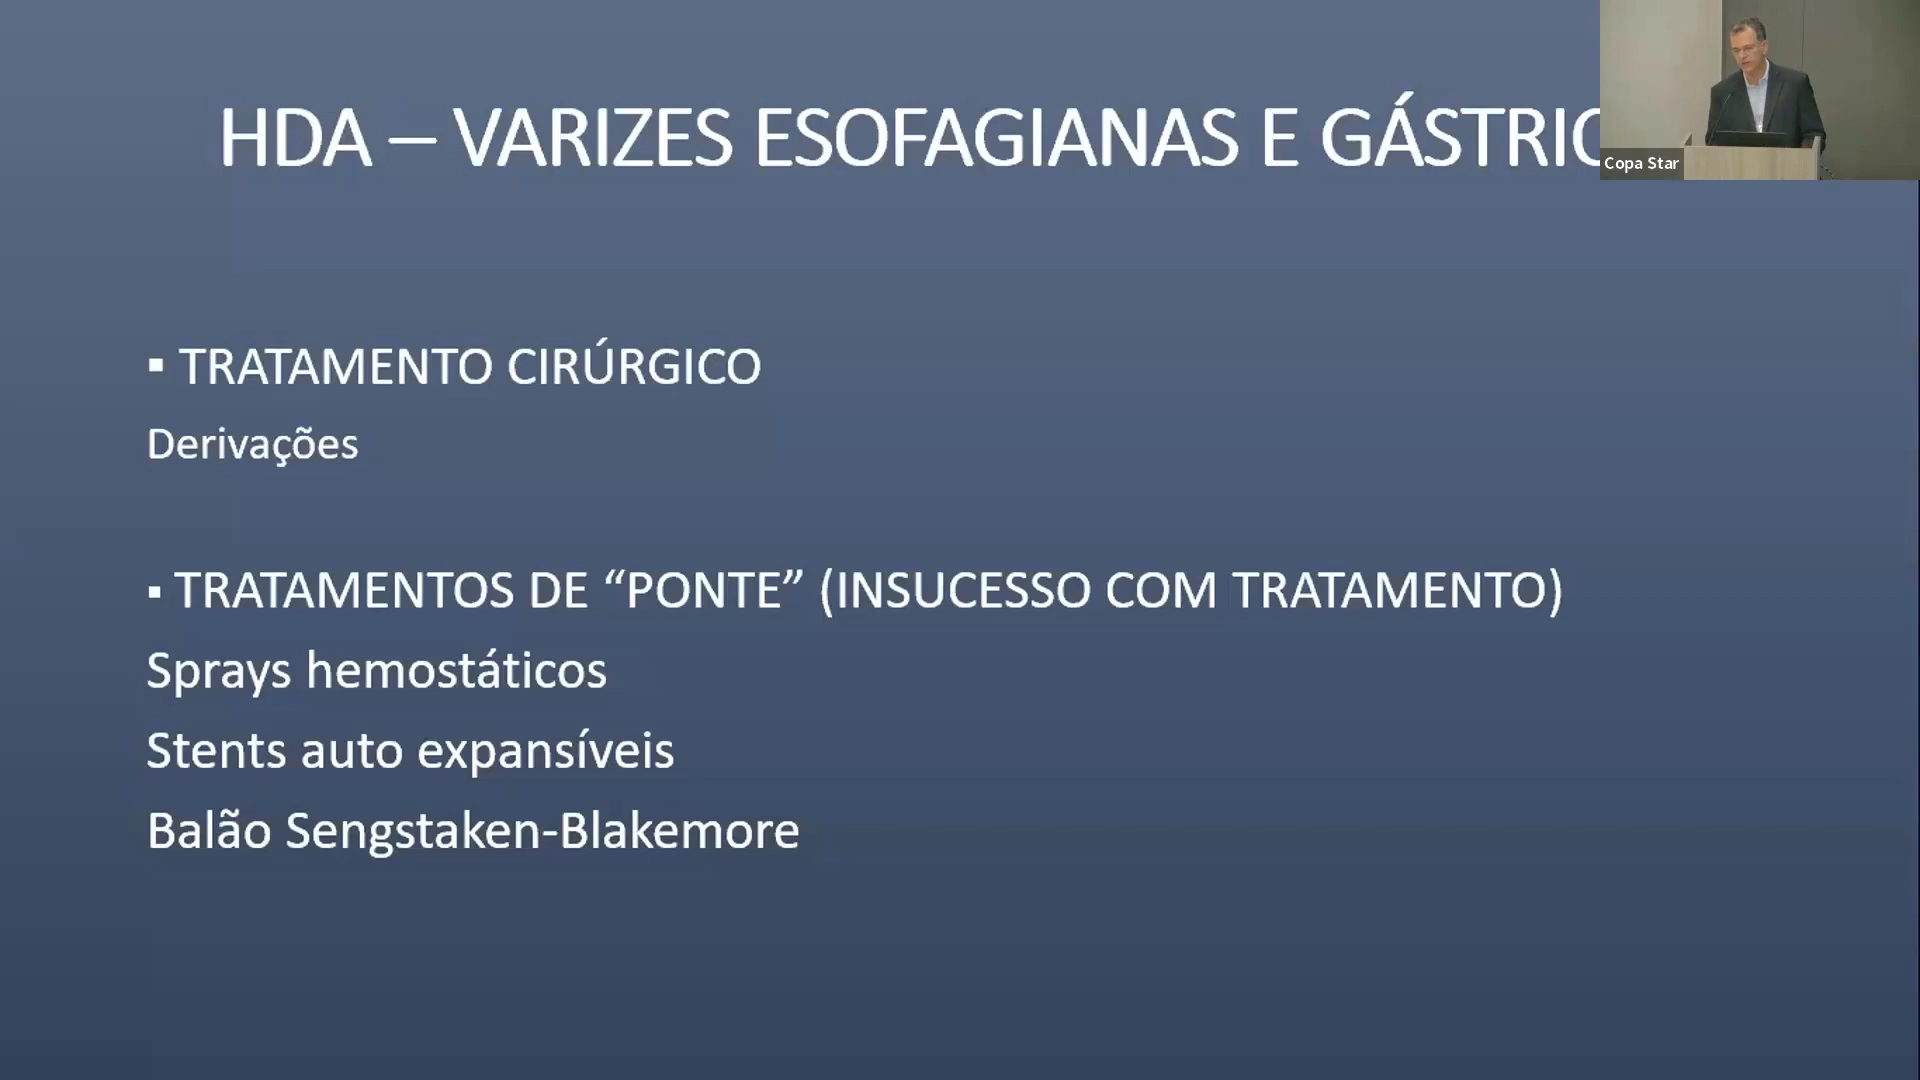 HDA – VARIZES ESOFAGIANAS E
Copa Star
▪ TRATAMENTO CIRÚRGICO
Derivações
▪ TRATAMENTOS DE “PONTE” (INSUCESSO COM TRATAMENTO)
Sprays hemostáticos
Stents auto expansíveis
Balão Sengstaken-Blakemore